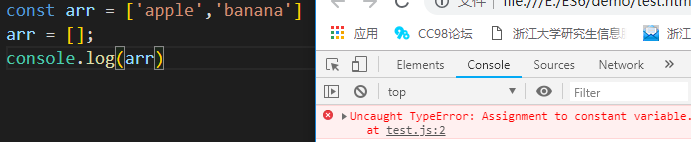 const arr = ['apple','banana']
arr = [];
console.log(arr)
文件
file:///E:/ES6/demo/test.htm
应用
CC98论坛
浙江大学研究生信息
浙江
Elements
Console
Sources
Network
top
Filter
Uncaught TypeError: Assignment to constant variable.
at test.js:2